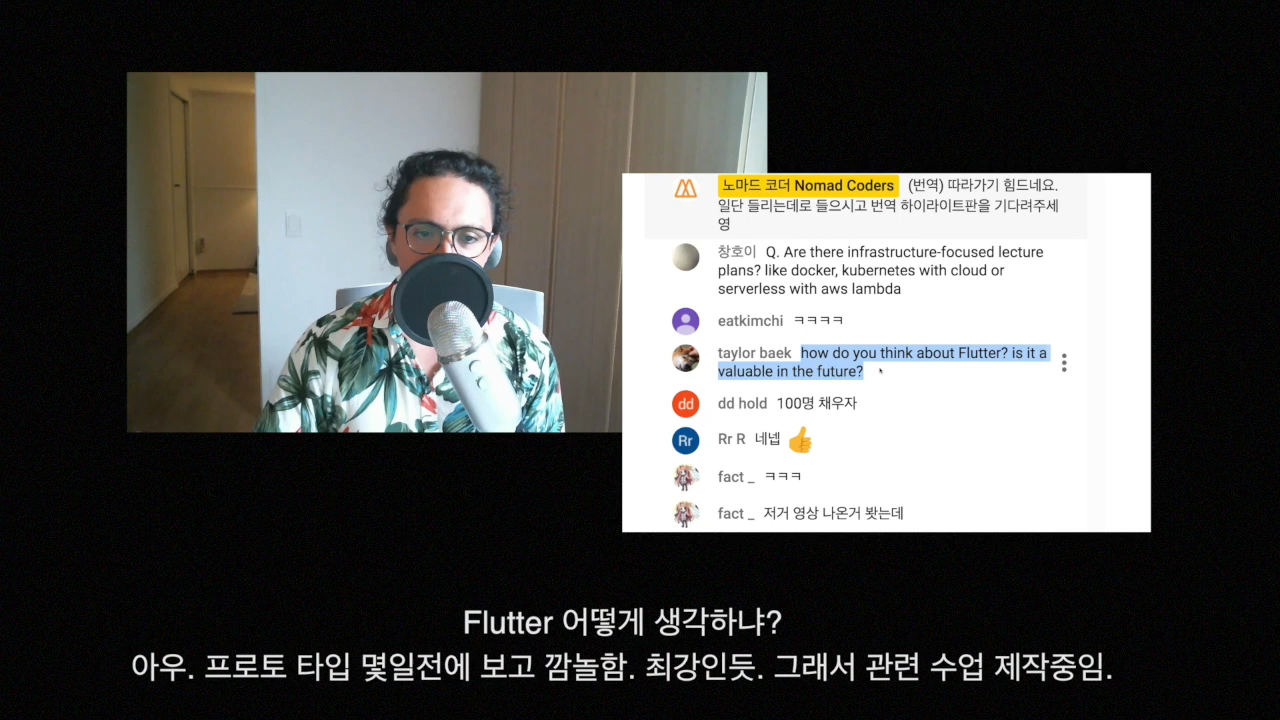 노마드 코더 Nomad Coders (번역) 따라가기 힘드네요.
일단 들리는데로 들으시고 번역 하이라이트판을 기다려주세
영
창호이 Q. Are there infrastructure-focused lecture
plans? like docker, kubernetes with cloud or
serverless with aws lambda
eatkimchi ㅋㅋㅋㅋ
taylor baek how do you think about Flutter? is it a
valuable in the future?
dd
dd hold 100명 채우자
Rr
Rr R 네넵
fact _ ㅋㅋㅋ
fact _ 저거 영상 나온거 봤는데
Flutter 어떻게 생각하냐?
아우. 프로토 타입 몇일전에 보고 깜놀함. 최강인듯. 그래서 관련 수업 제작중임.